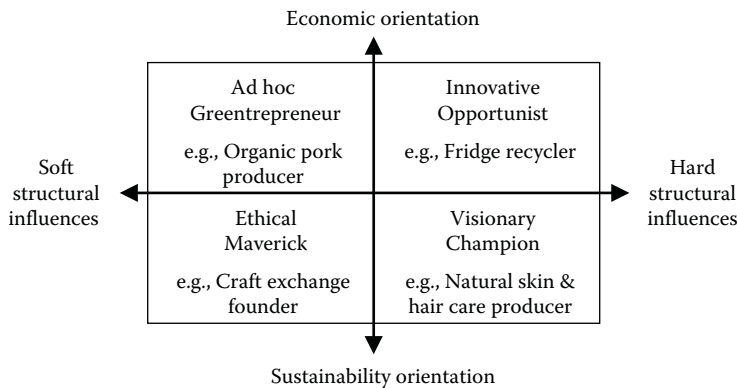 Economic orientation
Ad hoc
Greentrepreneur
e.g., Organic pork
producer
Innovative
Opportunist
e.g., Fridge recycler
Soft
structural
influences
Hard
structural
influences
Ethical
Maverick
e.g., Craft exchange
founder
Visionary
Champion
e.g., Natural skin &
hair care producer
Sustainability orientation